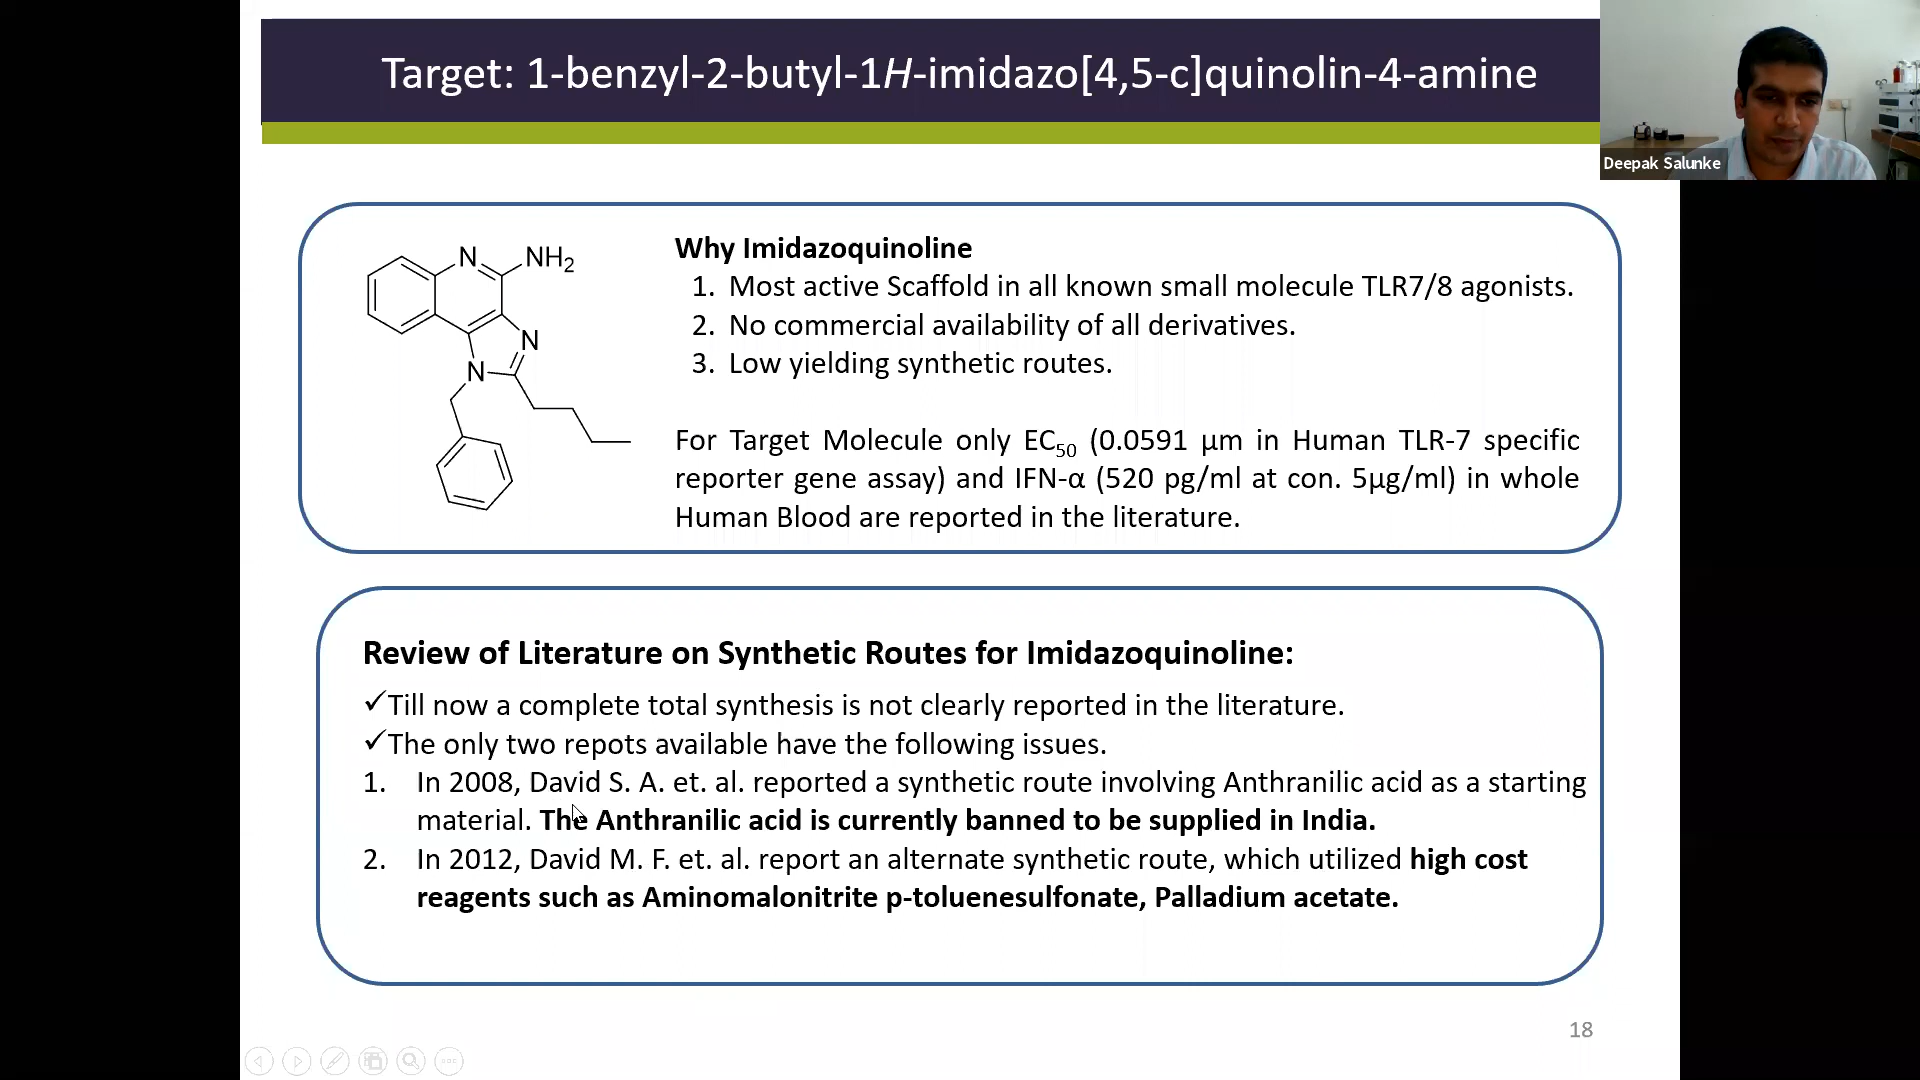 Target: 1-benzyl-2-butyl-1H-imidazo[4,5-c]quinolin-4-amine
Deepak Salunke
N
NH2
N
N
Why Imidazoquinoline
1. Most active Scaffold in all known small molecule TLR7/8 agonists.
2. No commercial availability of all derivatives.
3. Low yielding synthetic routes.
For Target Molecule only EC50 (0.0591 µm in Human TLR-7 specific
reporter gene assay) and IFN-α (520 pg/ml at con. 5µg/ml) in whole
Human Blood are reported in the literature.
Review of Literature on Synthetic Routes for Imidazoquinoline:
✓Till now a complete total synthesis is not clearly reported in the literature.
✓The only two repots available have the following issues.
1. In 2008, David S. A. et. al. reported a synthetic route involving Anthranilic acid as a starting
material. The Anthranilic acid is currently banned to be supplied in India.
2. In 2012, David M. F. et. al. report an alternate synthetic route, which utilized high cost
reagents such as Aminomalonitrite p-toluenesulfonate, Palladium acetate.
18